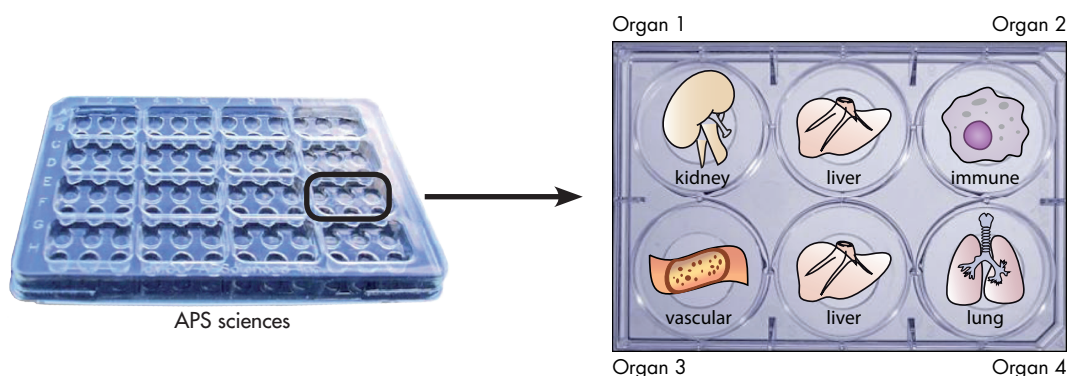 Organ 1
Organ 2
kidney
liver
immune
vascular
liver
lung
Organ 3
Organ 4
APS sciences
C
D
E
F
G
H